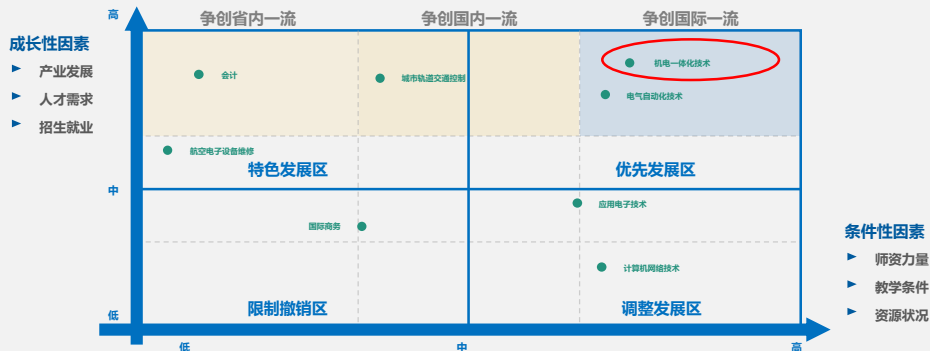 高
争创省内一流
争创国内一流
争创国际一流
成长性因素
产业发展
人才需求
招生就业
会计
城市轨道交通控制
机电一体化技术
电气自动化技术
航空电子设备维修
特色发展区
优先发展区
中
应用电子技术
国际商务
计算机网络技术
条件性因素
师资力量
教学条件
资源状况
限制撤销区
调整发展区
低
低
中
高